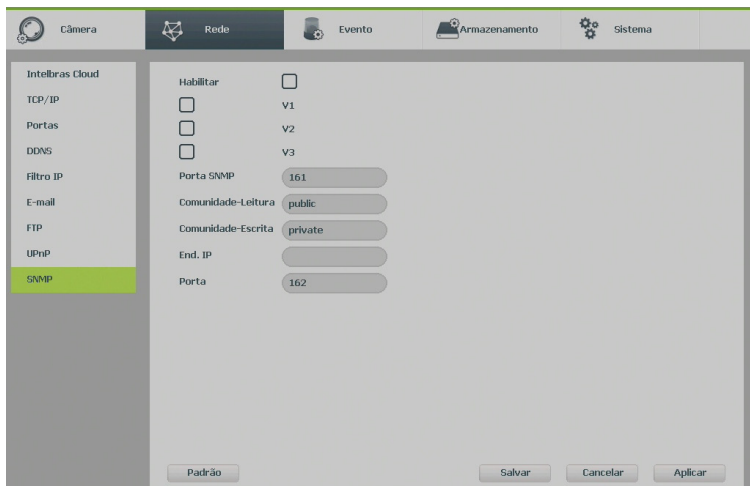 Câmera Rede Evento Armazenamento Sistema
Intelbras Cloud
TCP/IP
Portas
DDNS
Filtro IP
E-mail
FTP
UPnP
SNMP
Habilitar
V1
V2
V3
Porta SNMP 161
Comunidade-Leitura public
Comunidade-Escrita private
End. IP
Porta 162
Padrão Salvar Cancelar Aplicar